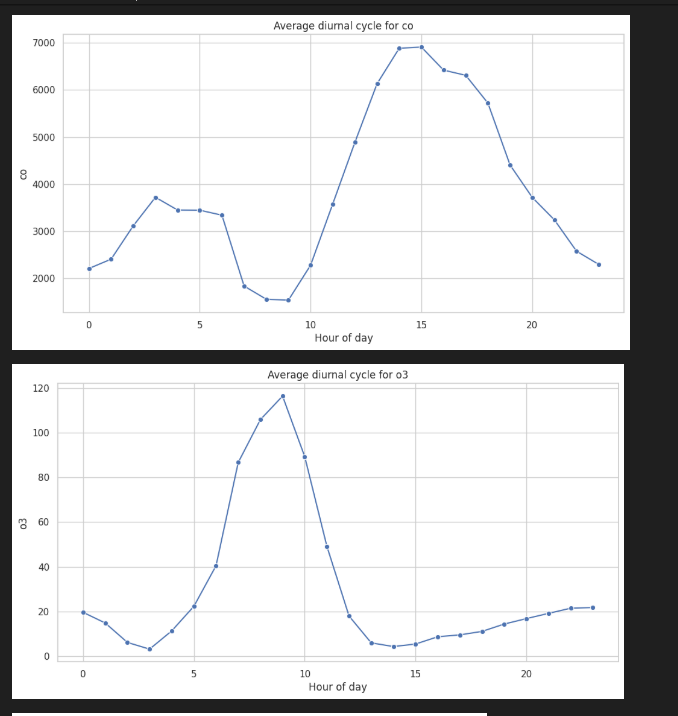 Average diurnal cycle for co
7000
6000
5000
4000
3000
2000
co
0 5 10 15 20
Hour of day
Average diurnal cycle for o3
120
100
80
60
40
20
0
o3
0 5 10 15 20
Hour of day